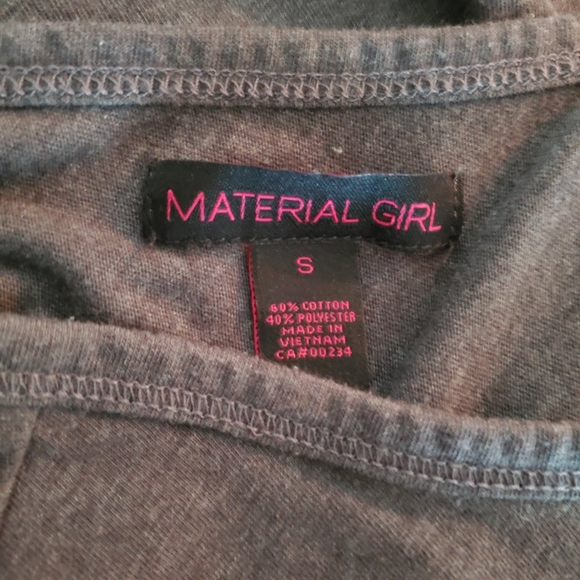 MATERIAL GIRL
S
60% COTTON
40% POLYESTER
MADE IN
VIETNAM
CA#00234